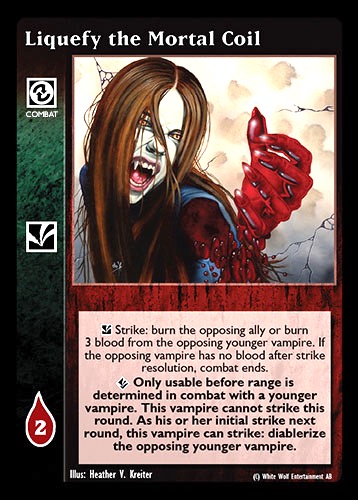 Liquefy the Mortal Coil
COMBAT
Strike: burn the opposing ally or burn
3 blood from the opposing younger vampire. If
the opposing vampire has no blood after strike
resolution, combat ends.
Only usable before range is
determined in combat with a younger
vampire. This vampire cannot strike this
round. As his or her initial strike next
round, this vampire can strike: diablerize
the opposing younger vampire.
2
Illus: Heather V. Kreiter
(C) White Wolf Entertainment AB